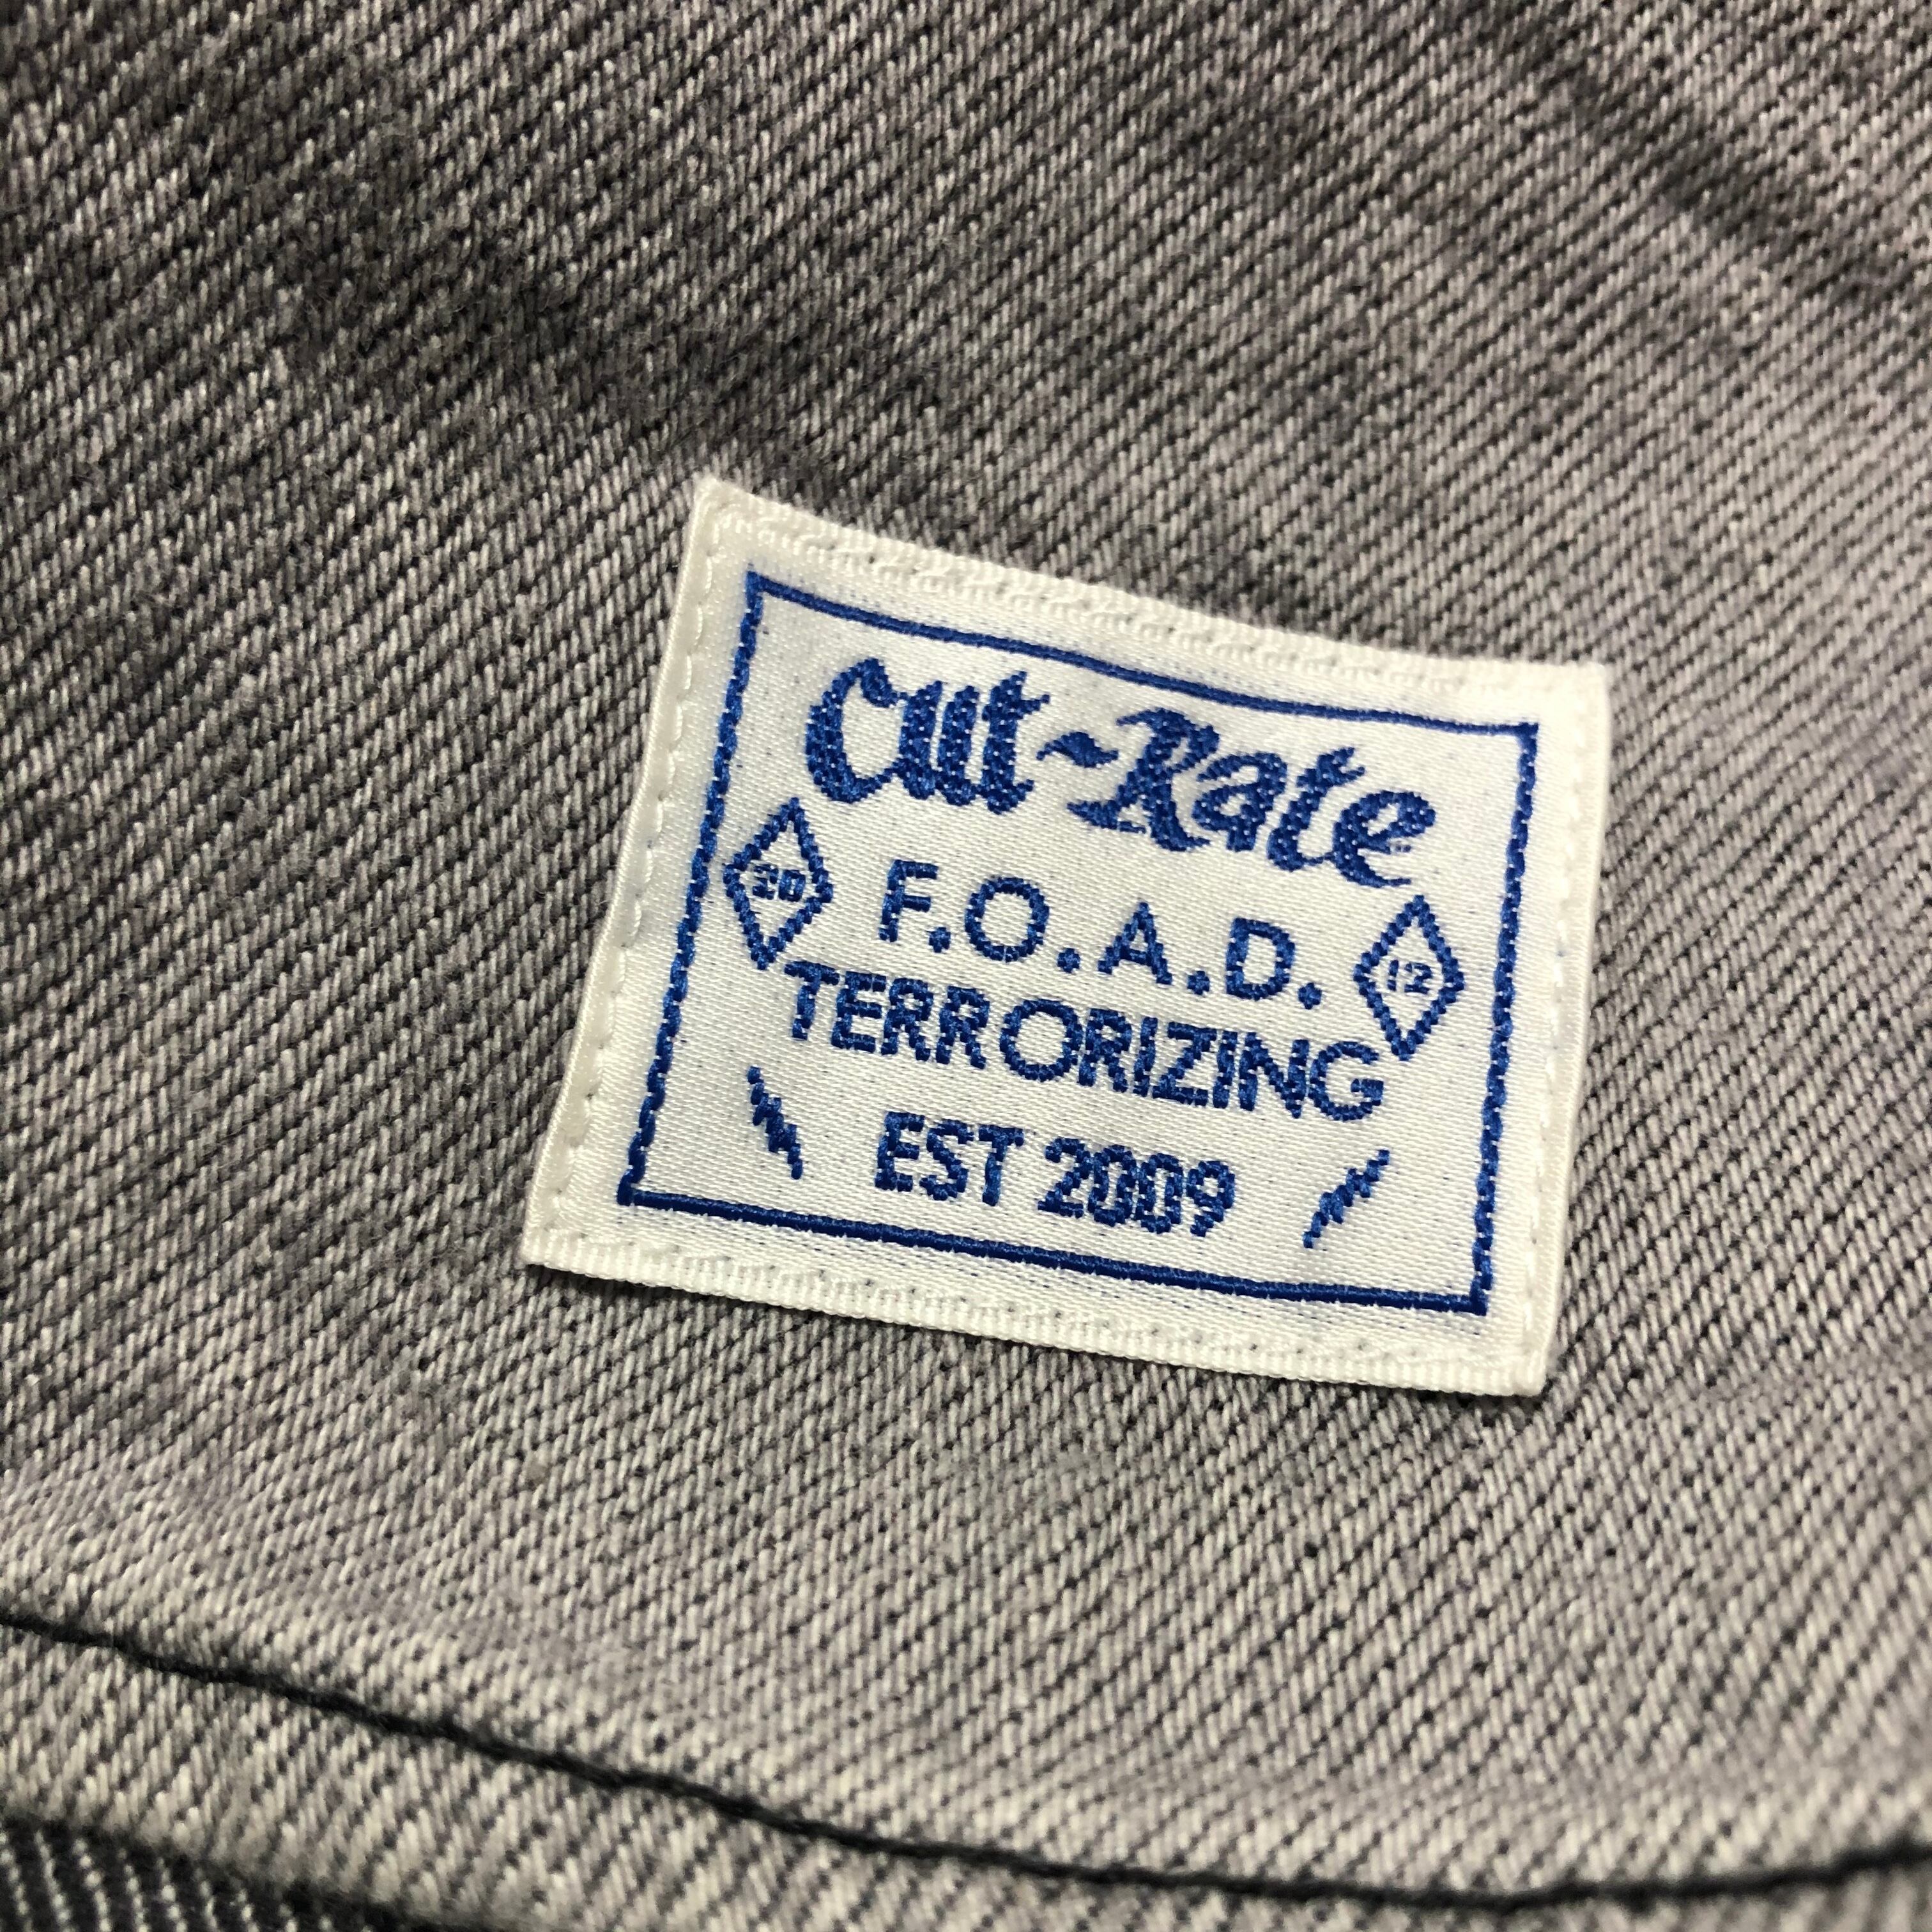 Cut-Rate
20 F.O.A.D. 12
TERRORIZING
EST 2009